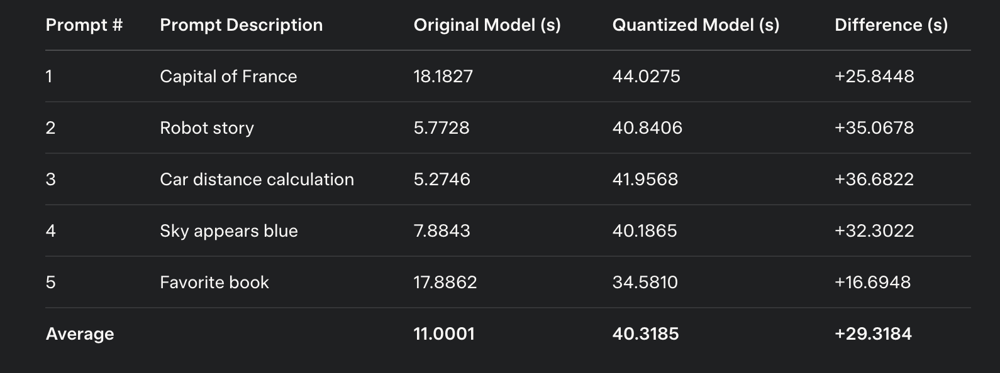 Prompt # Prompt Description Original Model (s) Quantized Model (s) Difference (s)
1 Capital of France 18.1827 44.0275 +25.8448
2 Robot story 5.7728 40.8406 +35.0678
3 Car distance calculation 5.2746 41.9568 +36.6822
4 Sky appears blue 7.8843 40.1865 +32.3022
5 Favorite book 17.8862 34.5810 +16.6948
Average 11.0001 40.3185 +29.3184